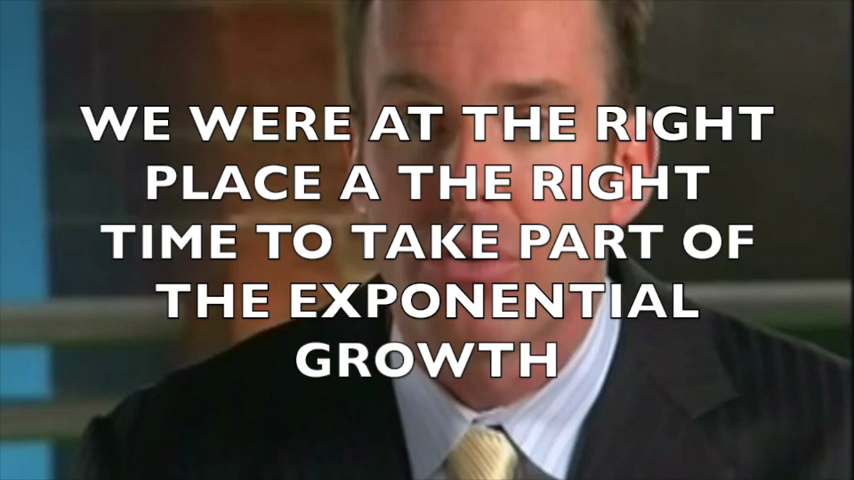 WE WERE AT THE RIGHT
PLACE A THE RIGHT
TIME TO TAKE PART OF
THE EXPONENTIAL
GROWTH